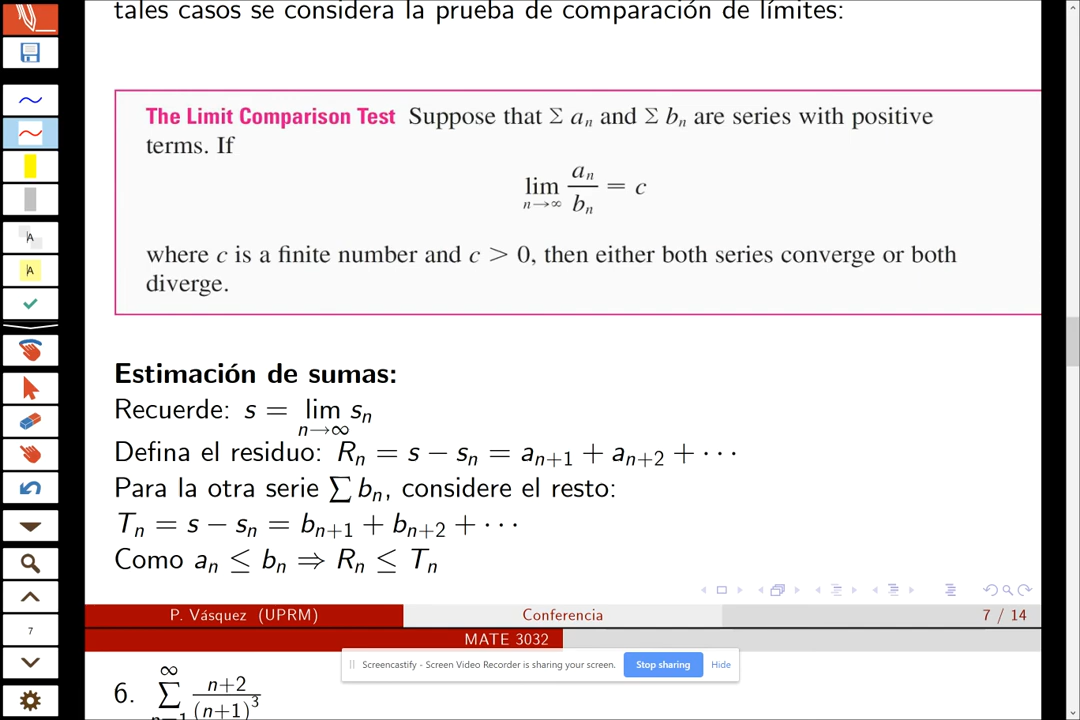 tales casos se considera la prueba de comparación de límites:
The Limit Comparison Test Suppose that Σ aₙ and Σ bₙ are series with positive
terms. If
lim n→∞ aₙ/bₙ = c
where c is a finite number and c > 0, then either both series converge or both
diverge.
Estimación de sumas:
Recuerde: s = lim n→∞ sₙ
Defina el residuo: Rₙ = s − sₙ = aₙ₊₁ + aₙ₊₂ + ···
Para la otra serie ∑ bₙ, considere el resto:
Tₙ = s − sₙ = bₙ₊₁ + bₙ₊₂ + ···
Como aₙ ≤ bₙ ⇒ Rₙ ≤ Tₙ
P. Vásquez (UPRM) Conferencia 7 / 14
MATE 3032
Screencastify - Screen Video Recorder is sharing your screen. Stop sharing Hide
6. ∞ ∑ n=1 n+2/(n+1)³
A
A
7